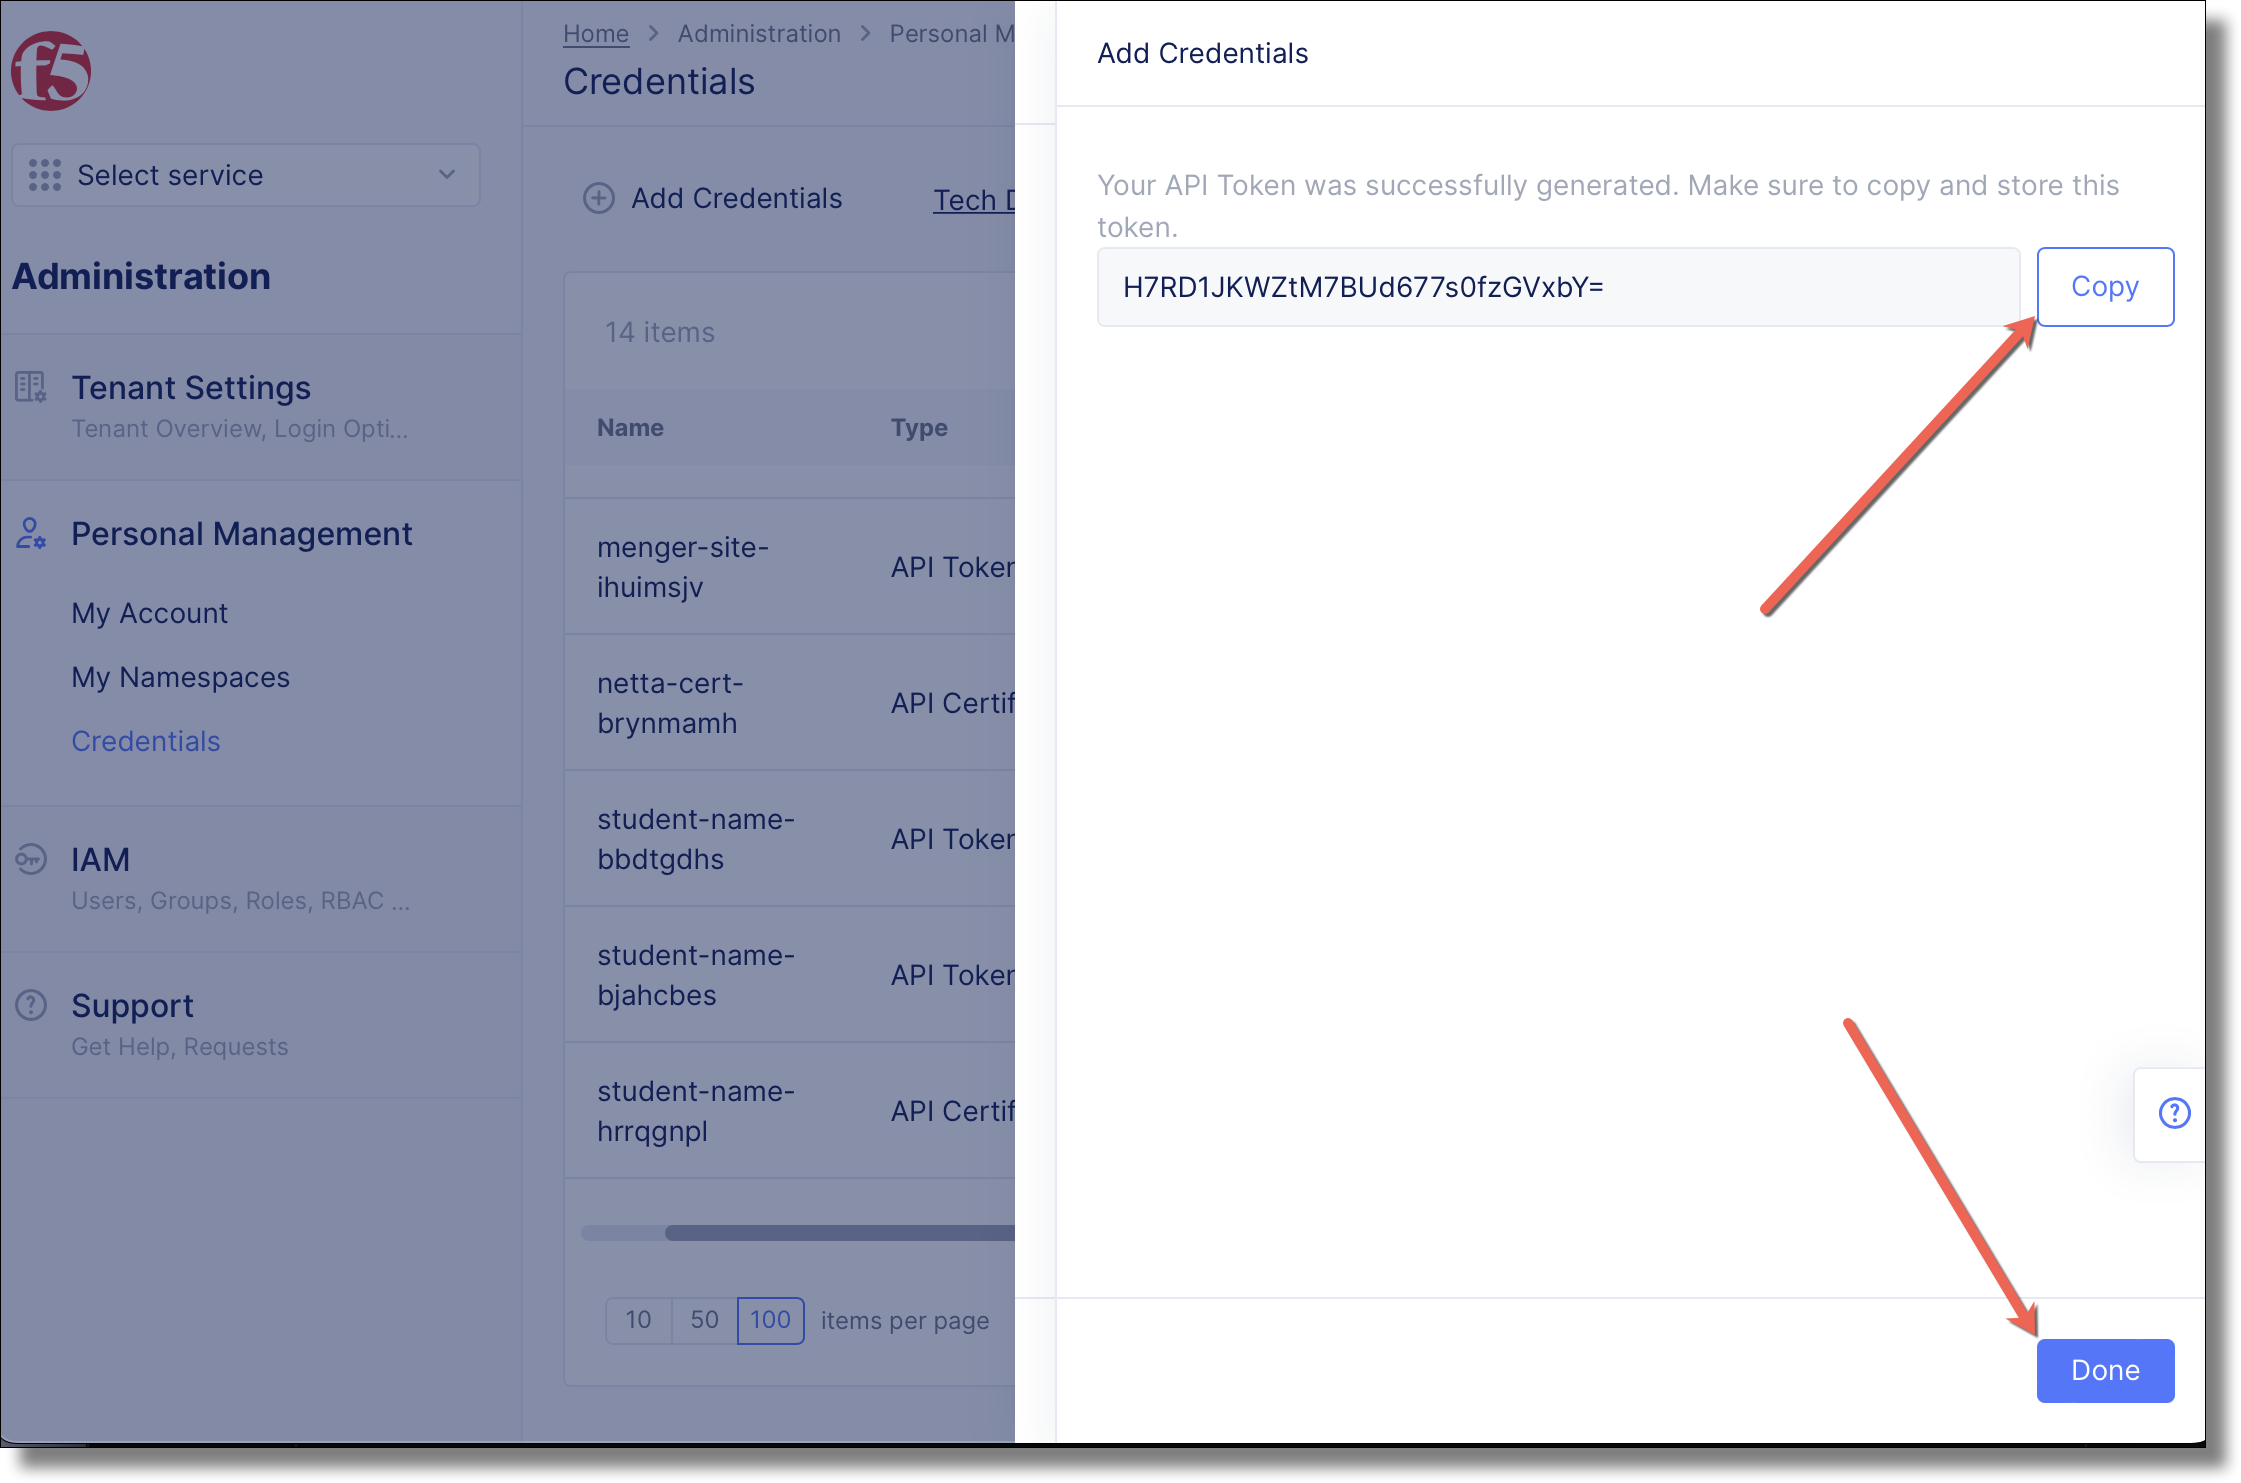 f5
Select service
Administration
Tenant Settings
Tenant Overview, Login Opti...
Personal Management
My Account
My Namespaces
Credentials
IAM
Users, Groups, Roles, RBAC ...
Support
Get Help, Requests
Home > Administration > Personal M
Credentials
Add Credentials Tech D
14 items
Name Type
menger-site-
ihuimsjv
API Token
netta-cert-
brynmamh
API Certif
student-name-
bbdtgdhs
API Token
student-name-
bjahcbes
API Token
student-name-
hrrqgnpl
API Certif
10 50 100 items per page
Add Credentials
Your API Token was successfully generated. Make sure to copy and store this
token.
H7RD1JKWZtM7BUd677s0fzGVxbY= Copy
?
Done